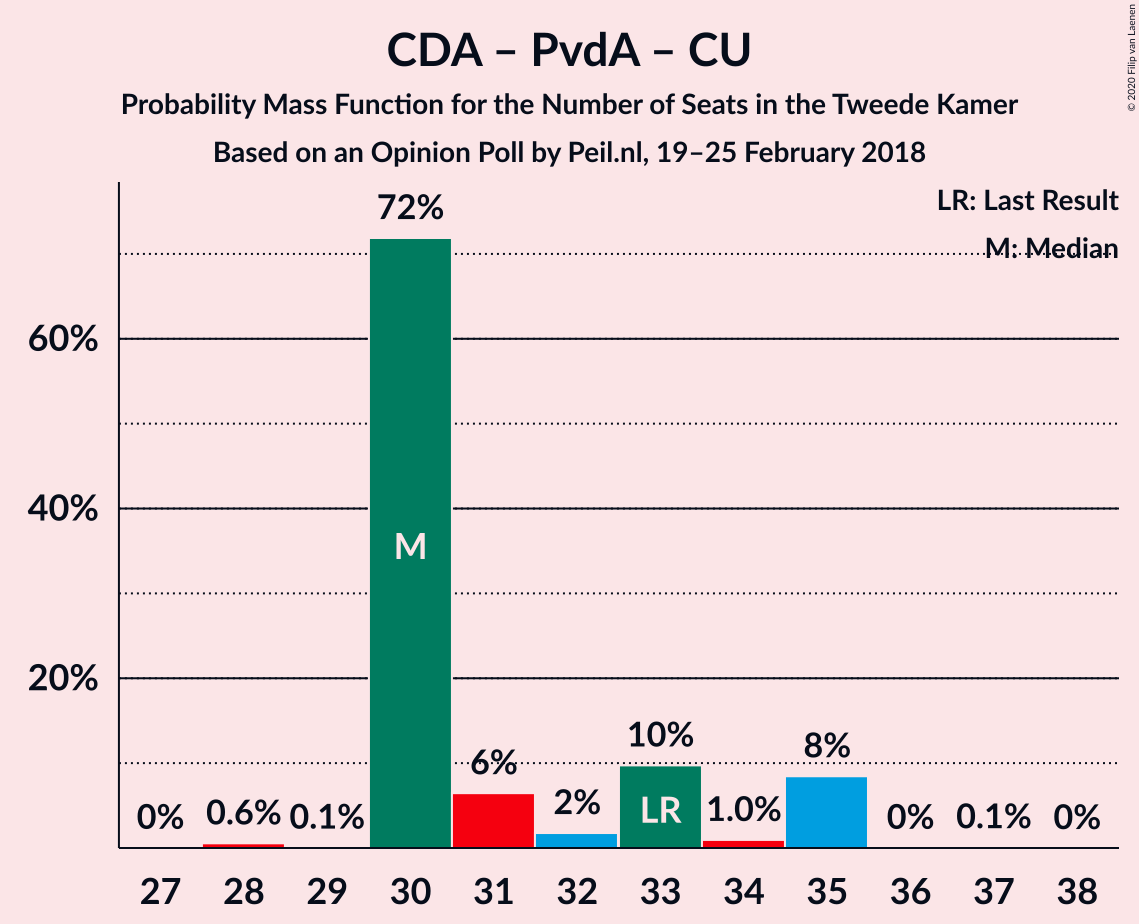 CDA – PvdA – CU
Probability Mass Function for the Number of Seats in the Tweede Kamer
Based on an Opinion Poll by Peil.nl, 19–25 February 2018
© 2020 Filip van Laenen
LR: Last Result
M: Median
60%
40%
20%
0%
0.6%
0.1%
72%
6%
2%
10%
1.0%
8%
0%
0.1%
0%
M
LR
27 28 29 30 31 32 33 34 35 36 37 38